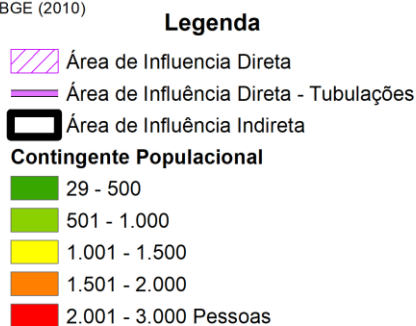 BGE (2010)
Legenda
Área de Influencia Direta
Área de Influência Direta - Tubulações
Área de Influência Indireta
Contingente Populacional
29 - 500
501 - 1.000
1.001 - 1.500
1.501 - 2.000
2.001 - 3.000 Pessoas